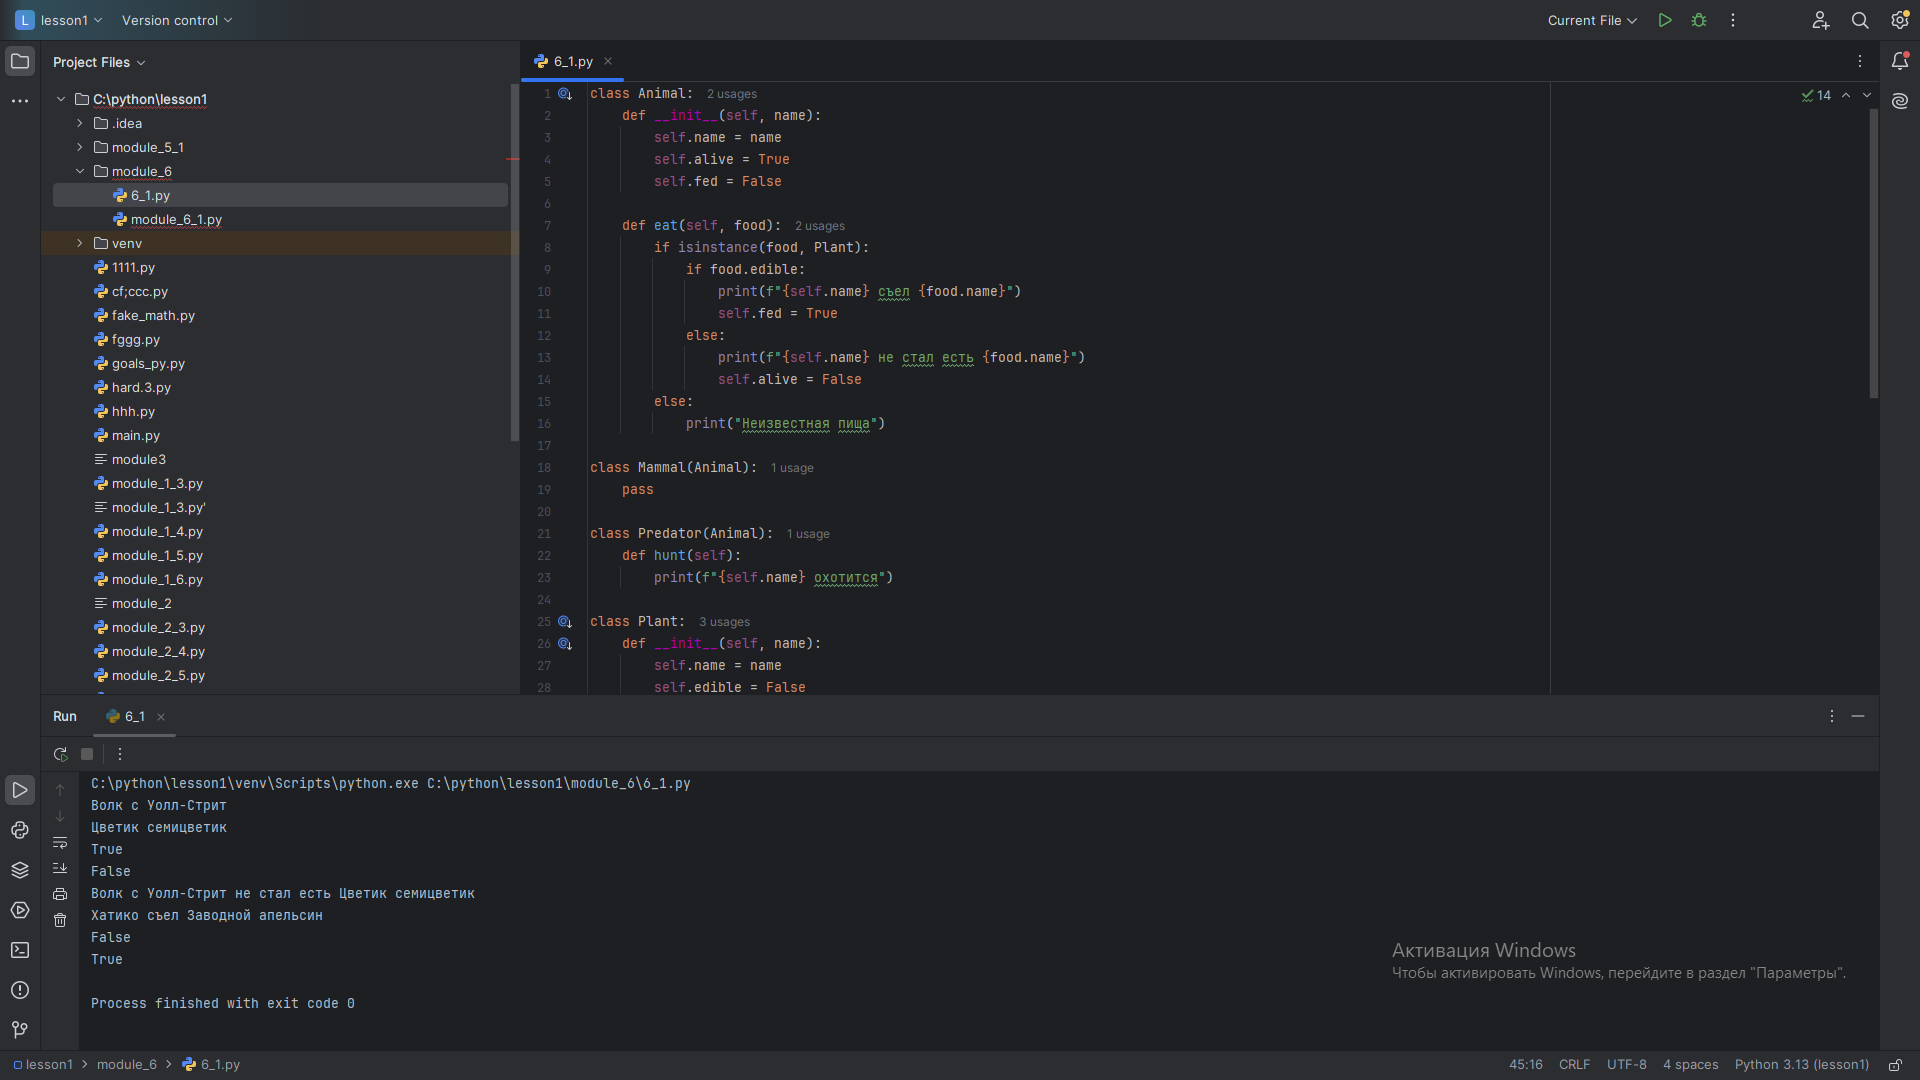 L lesson1 Version control Current File
Project Files
C:\python\lesson1
.idea
module_5_1
module_6
6_1.py
module_6_1.py
venv
1111.py
cf;ccc.py
fake_math.py
fggg.py
goals_py.py
hard.3.py
hhh.py
main.py
module3
module_1_3.py
module_1_3.py'
module_1_4.py
module_1_5.py
module_1_6.py
module_2
module_2_3.py
module_2_4.py
module_2_5.py
6_1.py
14
1 class Animal: 2 usages
2 def __init__(self, name):
3 self.name = name
4 self.alive = True
5 self.fed = False
6
7 def eat(self, food): 2 usages
8 if isinstance(food, Plant):
9 if food.edible:
10 print(f"{self.name} съел {food.name}")
11 self.fed = True
12 else:
13 print(f"{self.name} не стал есть {food.name}")
14 self.alive = False
15 else:
16 print("Неизвестная пища")
17
18 class Mammal(Animal): 1 usage
19 pass
20
21 class Predator(Animal): 1 usage
22 def hunt(self):
23 print(f"{self.name} охотится")
24
25 class Plant: 3 usages
26 def __init__(self, name):
27 self.name = name
28 self.edible = False
Run 6_1
C:\python\lesson1\venv\Scripts\python.exe C:\python\lesson1\module_6\6_1.py
Волк с Уолл-Стрит
Цветик семицветик
True
False
Волк с Уолл-Стрит не стал есть Цветик семицветик
Хатико съел Заводной апельсин
False
True
Process finished with exit code 0
Активация Windows
Чтобы активировать Windows, перейдите в раздел "Параметры".
lesson1 module_6 6_1.py 45:16 CRLF UTF-8 4 spaces Python 3.13 (lesson1)